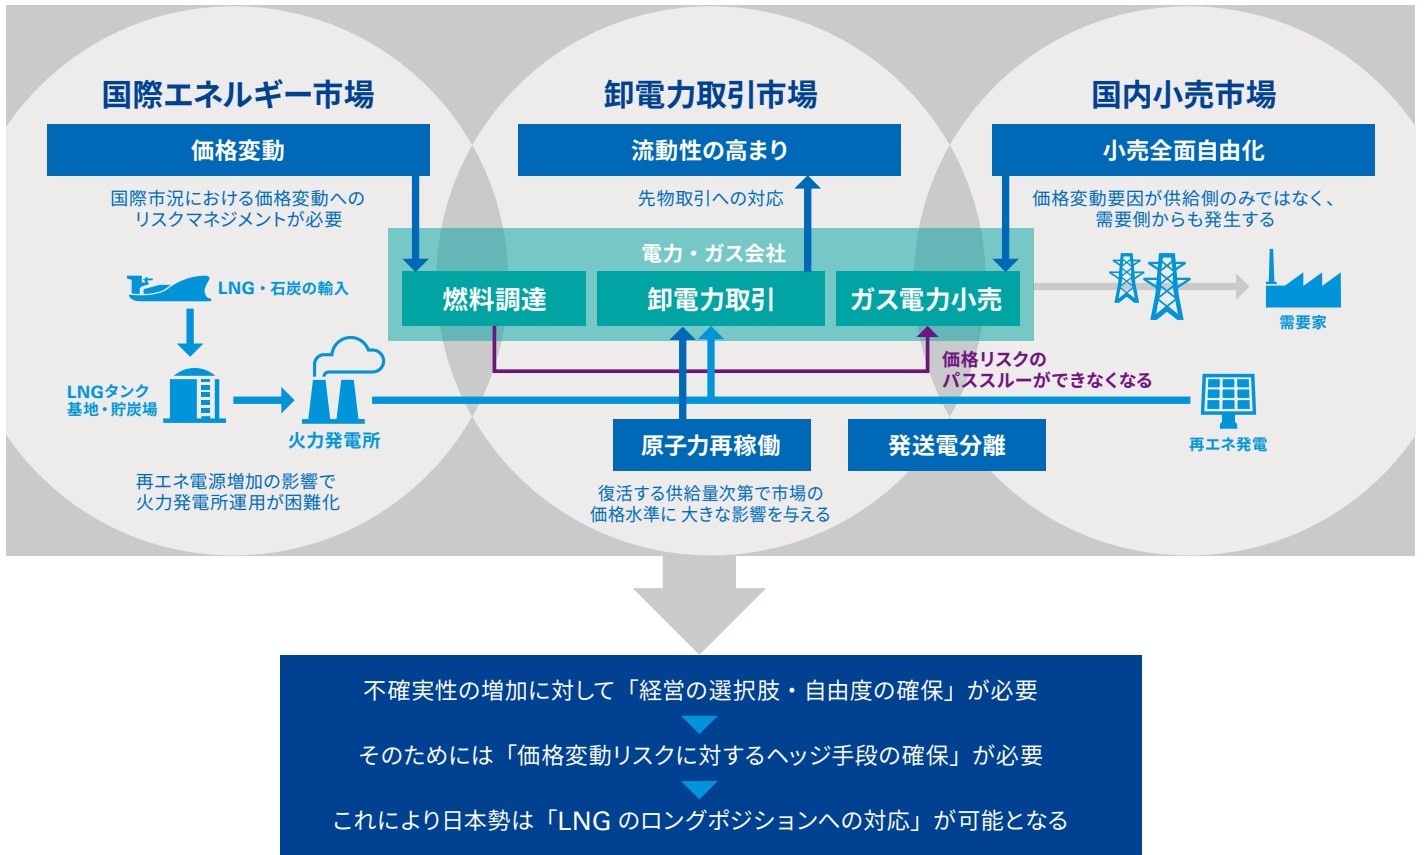 国際エネルギー市場
価格変動
国際市況における価格変動への
リスクマネジメントが必要
LNG・石炭の輸入
LNGタンク
基地・貯炭場
火力発電所
再エネ電源増加の影響で
火力発電所運用が困難化
卸電力取引市場
流動性の高まり
先物取引への対応
電力・ガス会社
燃料調達
卸電力取引
ガス電力小売
価格リスクの
パススルーができなくなる
原子力再稼働
発送電分離
復活する供給量次第で市場の
価格水準に 大きな影響を与える
国内小売市場
小売全面自由化
価格変動要因が供給側のみではなく、
需要側からも発生する
需要家
再エネ発電
不確実性の増加に対して「経営の選択肢・自由度の確保」が必要
そのためには「価格変動リスクに対するヘッジ手段の確保」が必要
これにより日本勢は「LNG のロングポジションへの対応」が可能となる